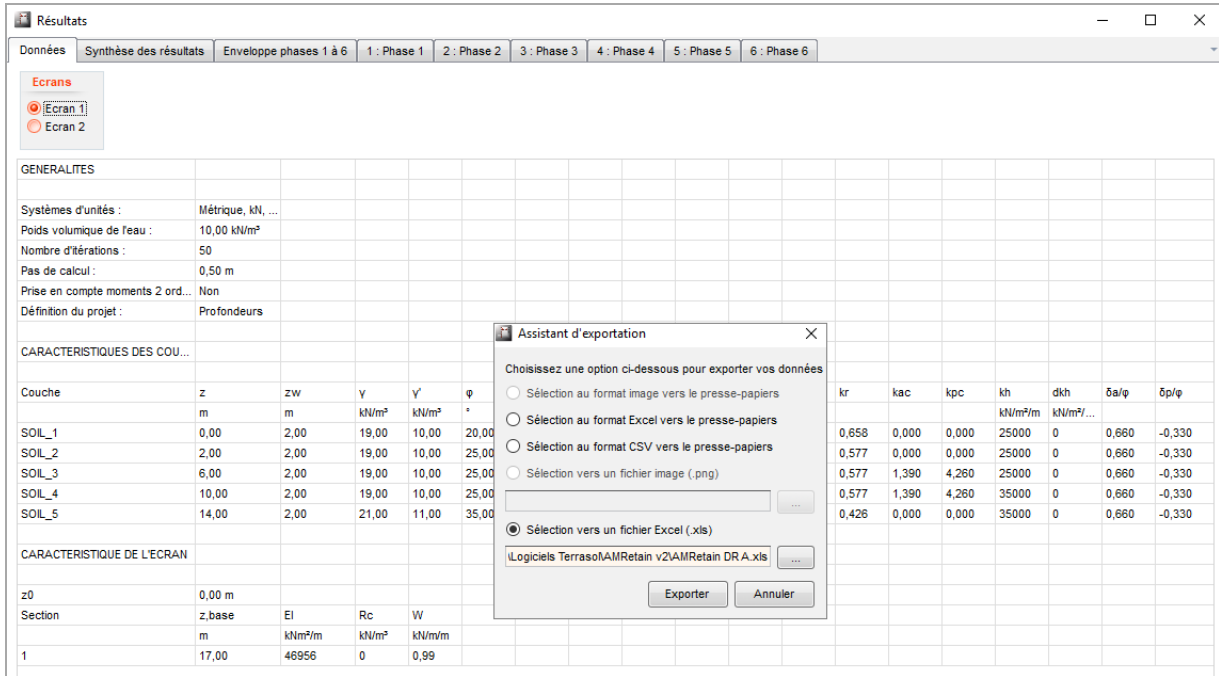 Résultats
Données Synthèse des résultats Enveloppe phases 1 à 6 1 : Phase 1 2 : Phase 2 3 : Phase 3 4 : Phase 4 5 : Phase 5 6 : Phase 6
Ecrans
Ecran 1
Ecran 2
GENERALITES
Systèmes d'unités : Métrique, kN, ...
Poids volumique de l'eau : 10,00 kN/m³
Nombre d'itérations : 50
Pas de calcul : 0,50 m
Prise en compte moments 2 ord... Non
Définition du projet : Profondeurs
CARACTERISTIQUES DES COU...
Couche z zw γ γ' φ kr kac kpc kh dkh δa/φ δp/φ
m m kN/m³ kN/m³ ° kN/m²/m kN/m²/...
SOIL_1 0,00 2,00 19,00 10,00 20,00 0,658 0,000 0,000 25000 0 0,660 -0,330
SOIL_2 2,00 2,00 19,00 10,00 25,00 0,577 0,000 0,000 25000 0 0,660 -0,330
SOIL_3 6,00 2,00 19,00 10,00 25,00 0,577 1,390 4,260 25000 0 0,660 -0,330
SOIL_4 10,00 2,00 19,00 10,00 25,00 0,577 1,390 4,260 35000 0 0,660 -0,330
SOIL_5 14,00 2,00 21,00 11,00 35,00 0,426 0,000 0,000 35000 0 0,660 -0,330
CARACTERISTIQUE DE L'ECRAN
z0 0,00 m
Section z,base EI Rc W
m kNm²/m kN/m³ kN/m/m
1 17,00 46956 0 0,99
Assistant d'exportation
Choisissez une option ci-dessous pour exporter vos données
Sélection au format image vers le presse-papiers
Sélection au format Excel vers le presse-papiers
Sélection au format CSV vers le presse-papiers
Sélection vers un fichier image (.png)
...
Sélection vers un fichier Excel (.xls)
\Logiciels Terrasol\AMRetain v2\AMRetain DR A.xls ...
Exporter Annuler